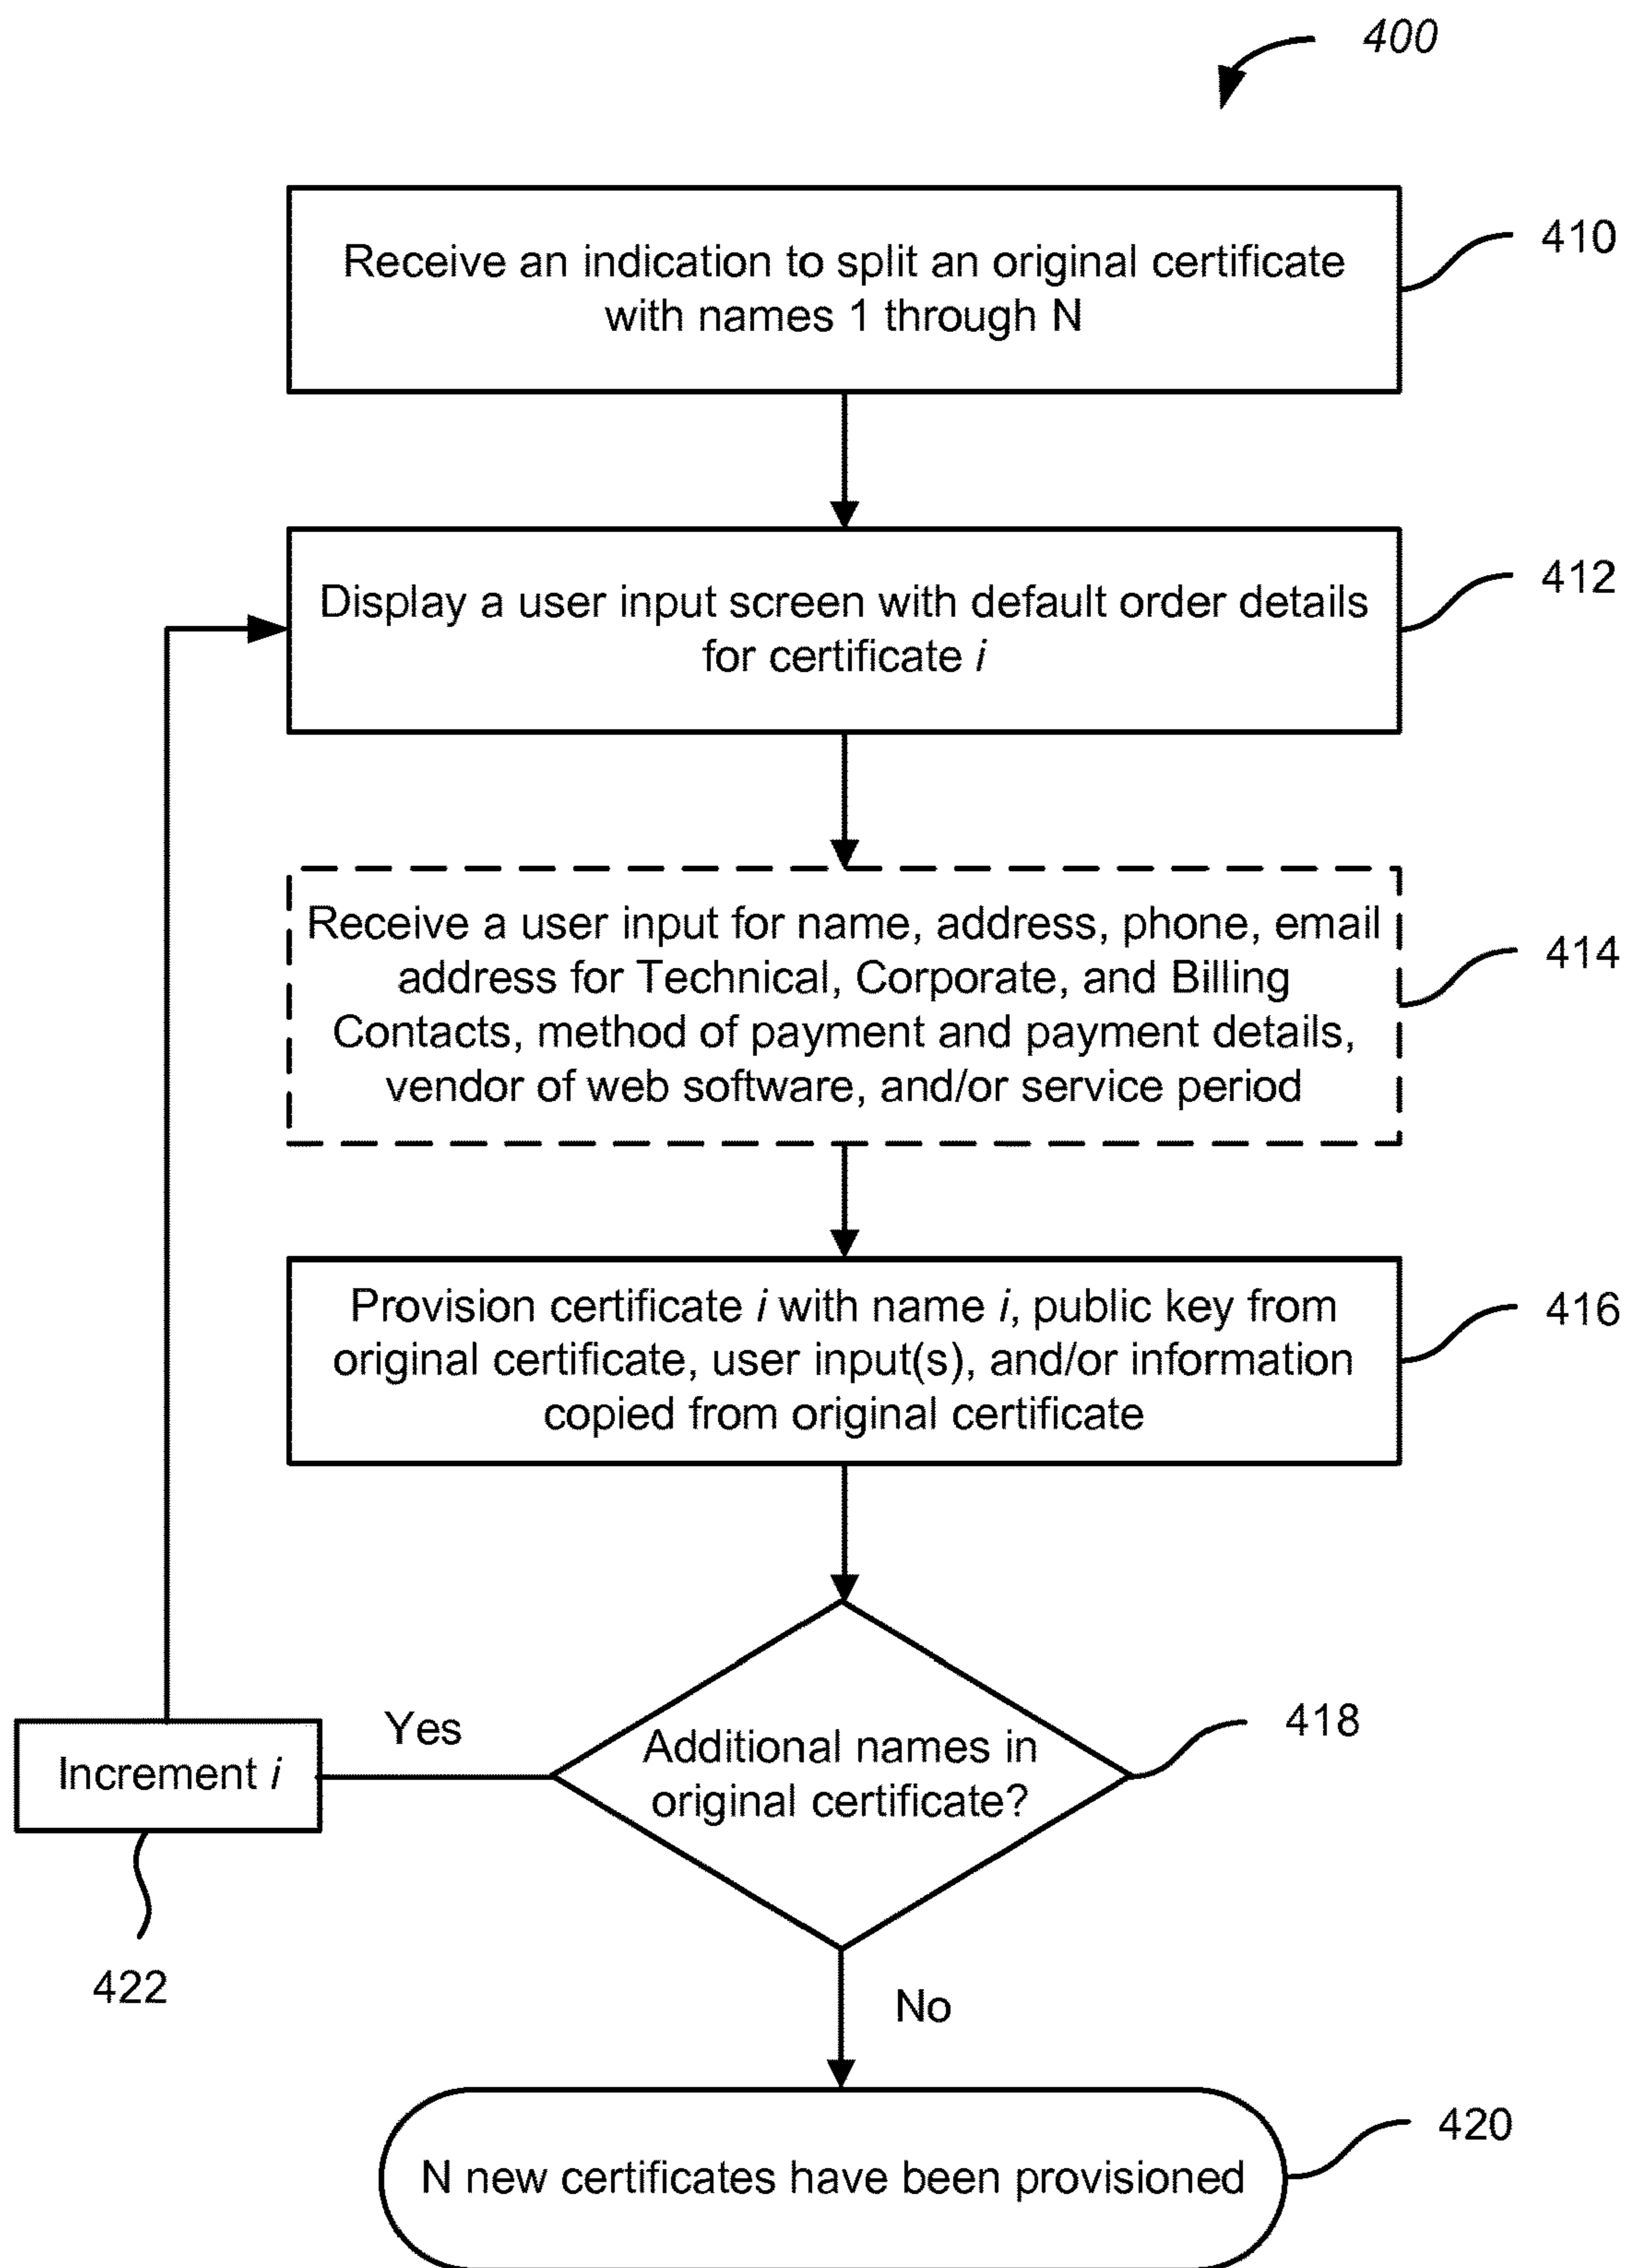 400
Receive an indication to split an original certificate
with names 1 through N
410
Display a user input screen with default order details
for certificate i
412
Receive a user input for name, address, phone, email
address for Technical, Corporate, and Billing
Contacts, method of payment and payment details,
vendor of web software, and/or service period
414
Provision certificate i with name i, public key from
original certificate, user input(s), and/or information
copied from original certificate
416
Additional names in
original certificate?
418
Yes
Increment i
422
No
N new certificates have been provisioned
420